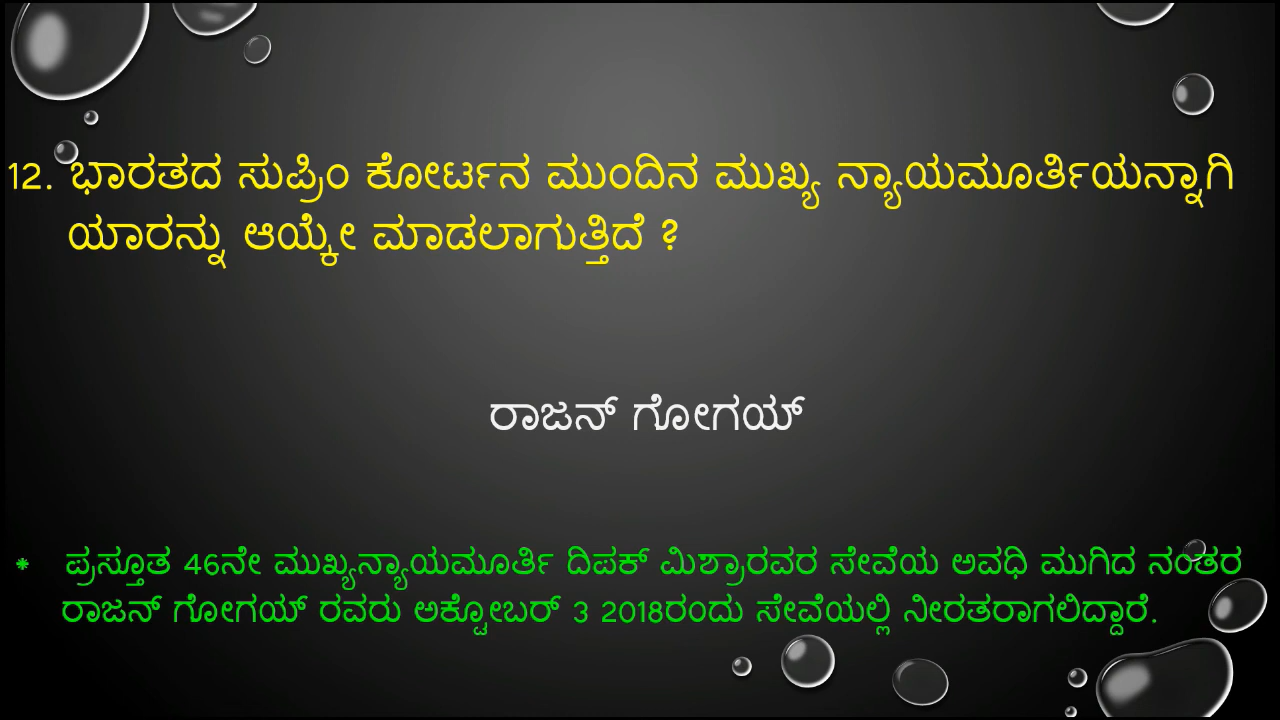 12. ಭಾರತದ ಸುಪ್ರಿಂ ಕೋರ್ಟನ ಮುಂದಿನ ಮುಖ್ಯ ನ್ಯಾಯಮೂರ್ತಿಯನ್ನಾಗಿ
ಯಾರನ್ನು ಆಯ್ಕೇ ಮಾಡಲಾಗುತ್ತಿದೆ ?
ರಾಜನ್ ಗೋಗಯ್
* ಪ್ರಸ್ತೂತ 46ನೇ ಮುಖ್ಯನ್ಯಾಯಮೂರ್ತಿ ದಿಪಕ್ ಮಿಶ್ರಾರವರ ಸೇವೆಯ ಅವಧಿ ಮುಗಿದ ನಂತರ
ರಾಜನ್ ಗೋಗಯ್ ರವರು ಅಕ್ಟೋಬರ್ 3 2018ರಂದು ಸೇವೆಯಲ್ಲಿ ನೀರತರಾಗಲಿದ್ದಾರೆ.